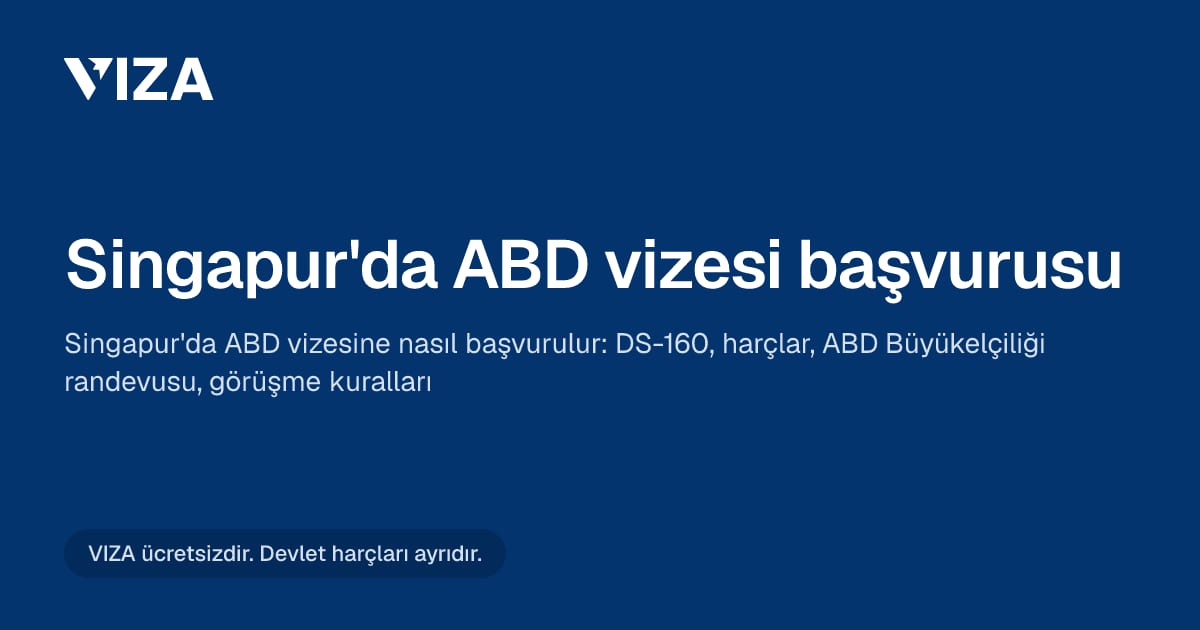 VIZA
Singapur'da ABD vizesi başvurusu
Singapur'da ABD vizesine nasıl başvurulur: DS-160, harçlar, ABD Büyükelçiliği
randevusu, görüşme kuralları
VIZA ücretsizdir. Devlet harçları ayrıdır.